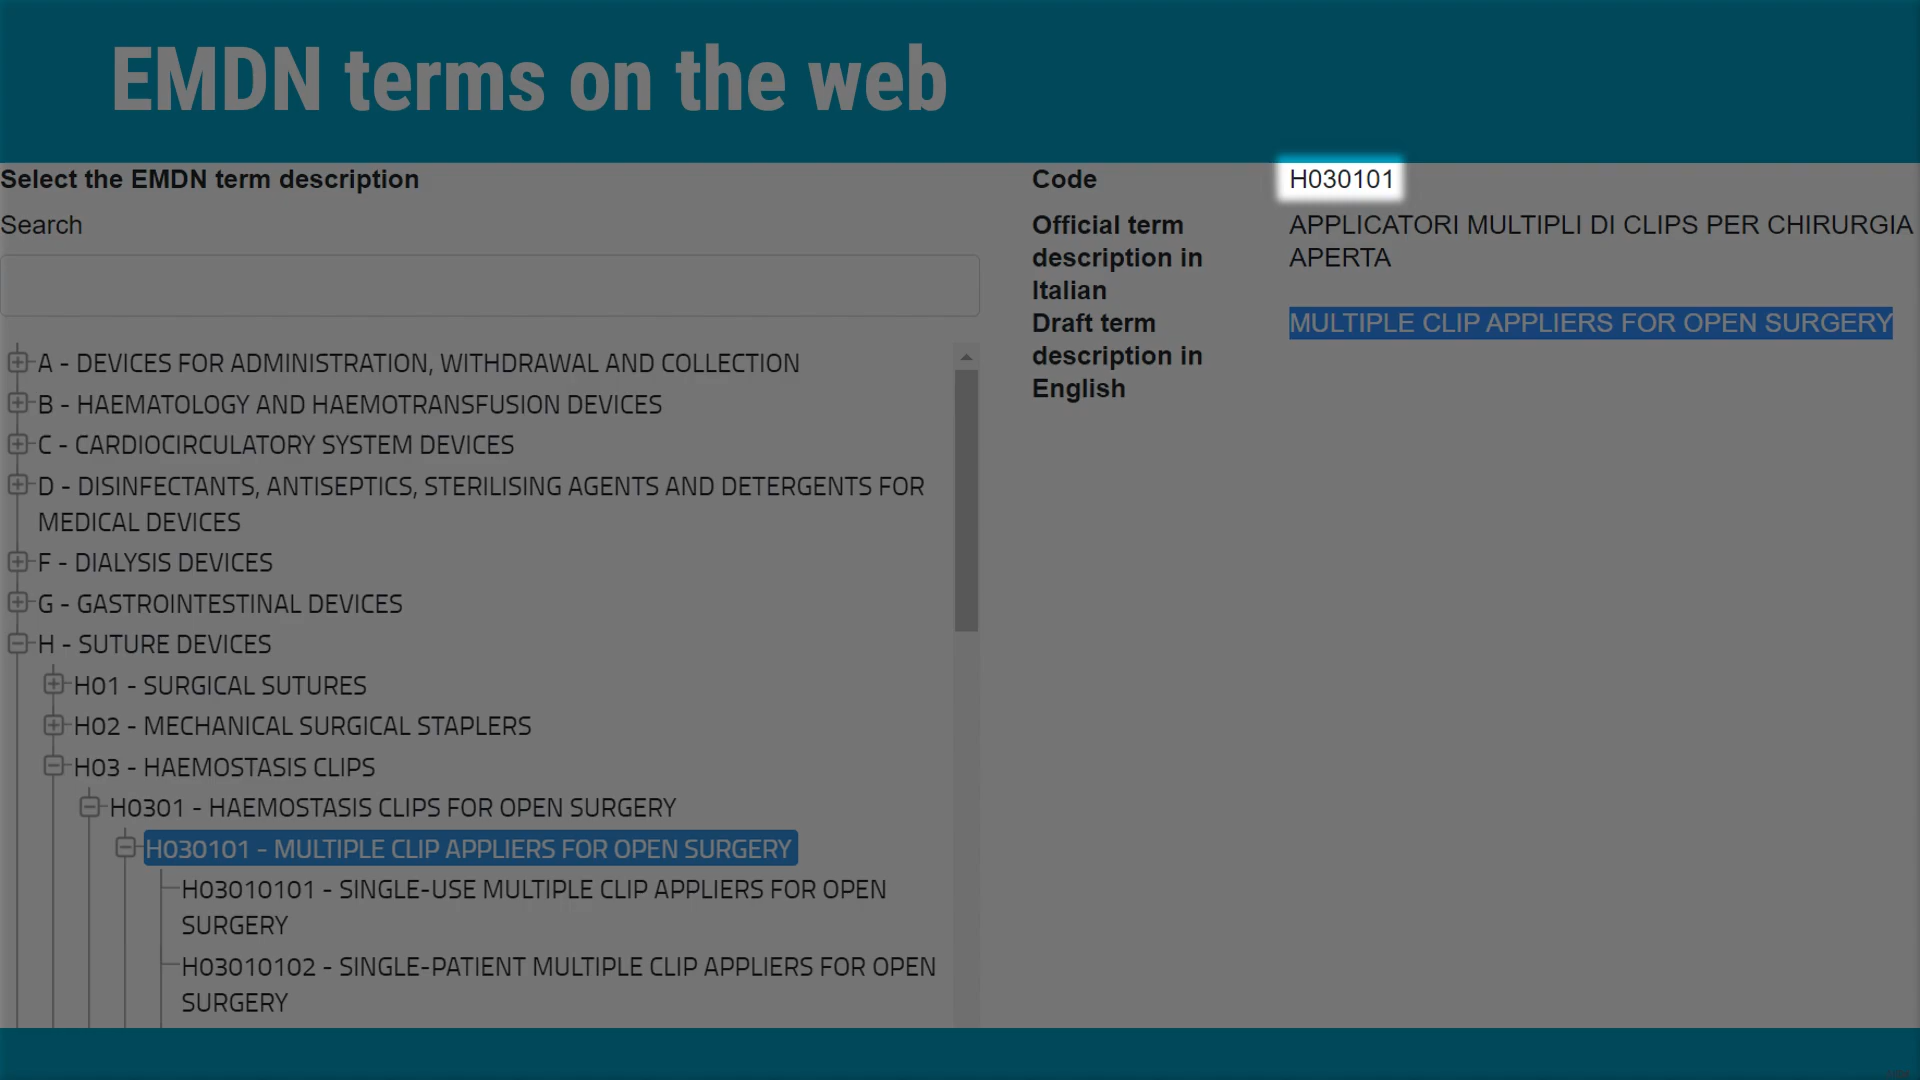 EMDN terms on the web
Select the EMDN term description
Search
A - DEVICES FOR ADMINISTRATION, WITHDRAWAL AND COLLECTION
B - HAEMATOLOGY AND HAEMOTRANSFUSION DEVICES
C - CARDIOCIRCULATORY SYSTEM DEVICES
D - DISINFECTANTS, ANTISEPTICS, STERILISING AGENTS AND DETERGENTS FOR
MEDICAL DEVICES
F - DIALYSIS DEVICES
G - GASTROINTESTINAL DEVICES
H - SUTURE DEVICES
H01 - SURGICAL SUTURES
H02 - MECHANICAL SURGICAL STAPLERS
H03 - HAEMOSTASIS CLIPS
H0301 - HAEMOSTASIS CLIPS FOR OPEN SURGERY
H030101 - MULTIPLE CLIP APPLIERS FOR OPEN SURGERY
H03010101 - SINGLE-USE MULTIPLE CLIP APPLIERS FOR OPEN
SURGERY
H03010102 - SINGLE-PATIENT MULTIPLE CLIP APPLIERS FOR OPEN
SURGERY
Code
H030101
Official term
description in
Italian
APPLICATORI MULTIPLI DI CLIPS PER CHIRURGIA
APERTA
Draft term
description in
English
MULTIPLE CLIP APPLIERS FOR OPEN SURGERY